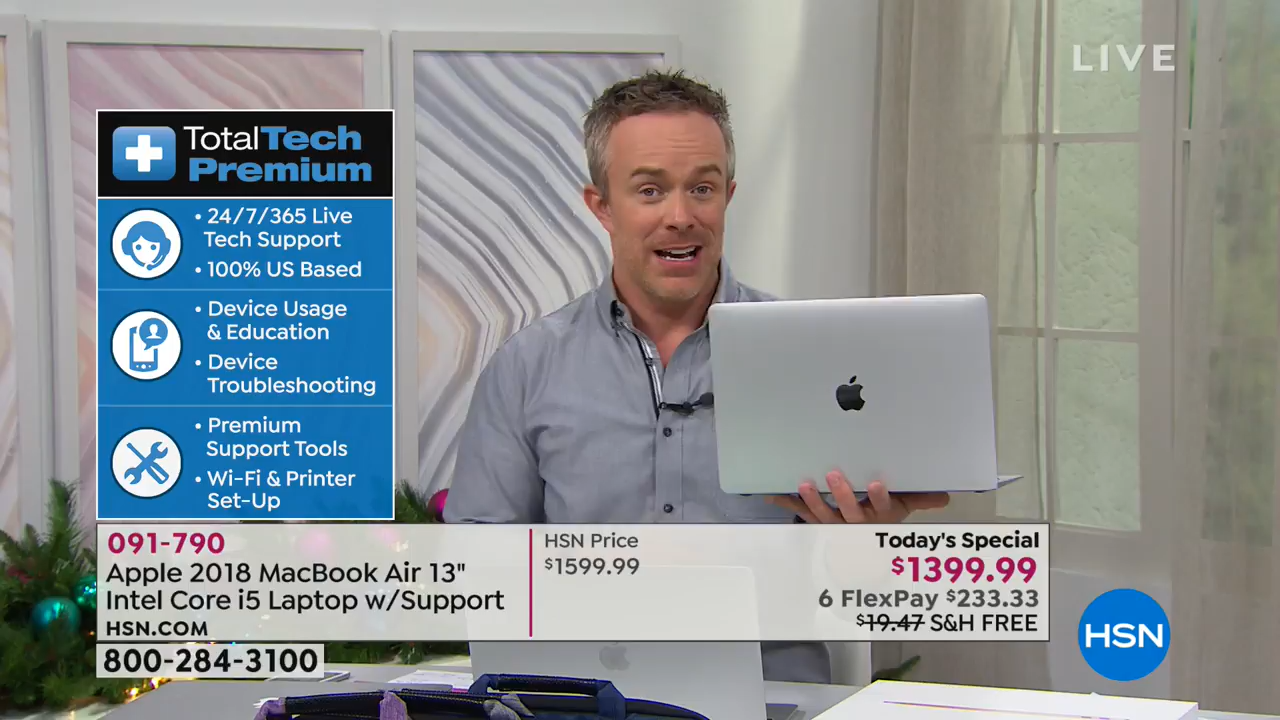 LIVE
TotalTech
Premium
• 24/7/365 Live
Tech Support
• 100% US Based
• Device Usage
& Education
• Device
Troubleshooting
• Premium
Support Tools
• Wi-Fi & Printer
Set-Up
091-790
Apple 2018 MacBook Air 13"
Intel Core i5 Laptop w/Support
HSN.COM
800-284-3100
HSN Price
$1599.99
Today's Special
$1399.99
6 FlexPay $233.33
$19.47 S&H FREE
HSN